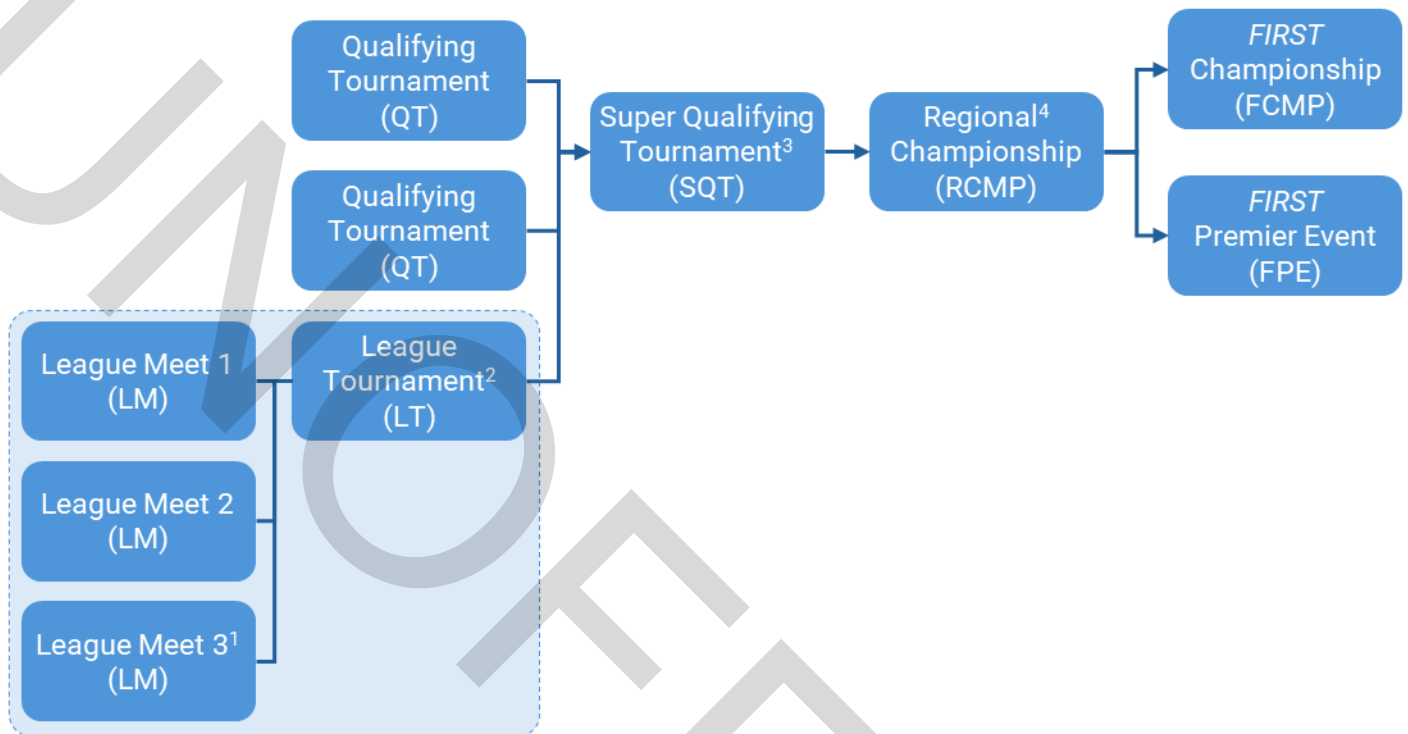 Qualifying
Tournament
(QT)
Qualifying
Tournament
(QT)
League Meet 1
(LM)
League Meet 2
(LM)
League Meet 3¹
(LM)
League
Tournament²
(LT)
Super Qualifying
Tournament³
(SQT)
Regional⁴
Championship
(RCMP)
FIRST
Championship
(FCMP)
FIRST
Premier Event
(FPE)